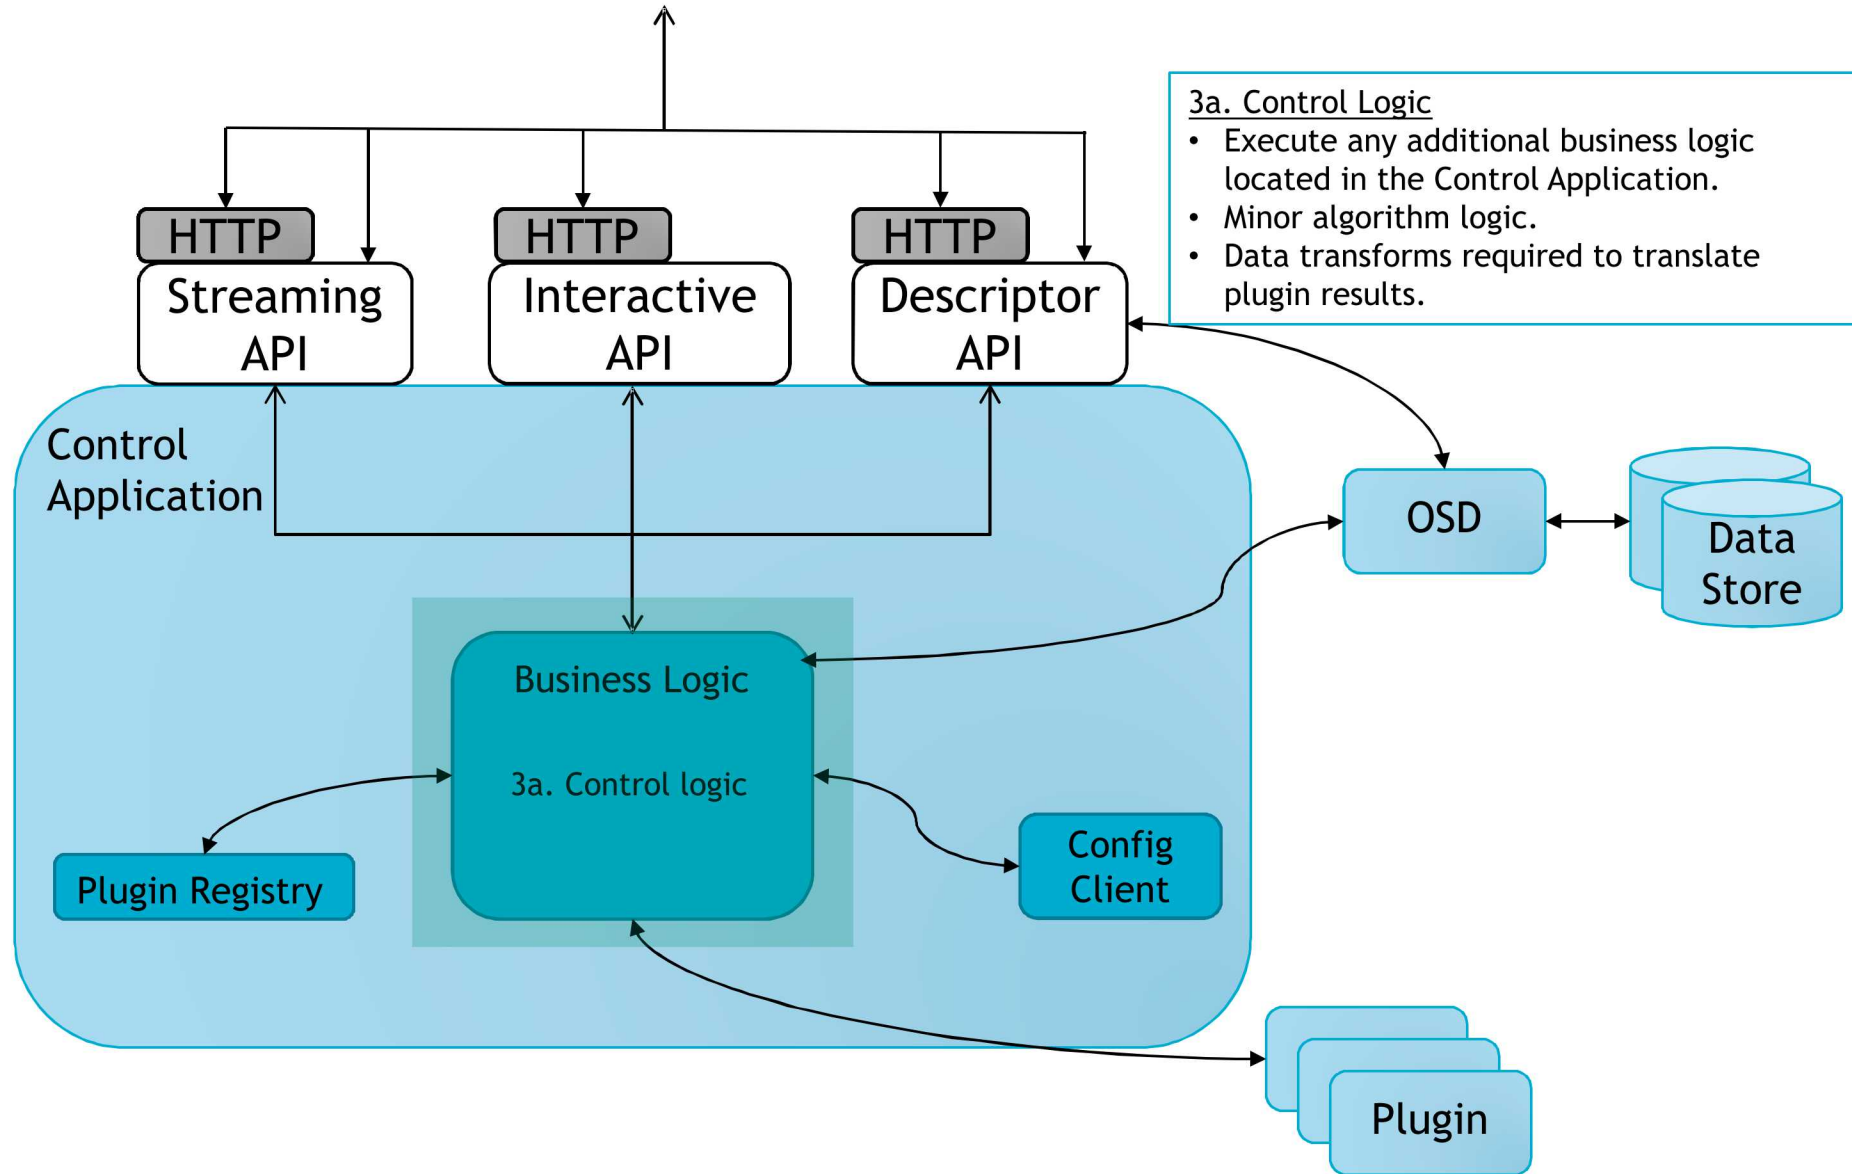 3a. Control Logic
• Execute any additional business logic
located in the Control Application.
• Minor algorithm logic.
• Data transforms required to translate
plugin results.
HTTP
HTTP
HTTP
Streaming
API
Interactive
API
Descriptor
API
Control
Application
OSD
Data
Store
Business Logic
3a. Control logic
Plugin Registry
Config
Client
Plugin